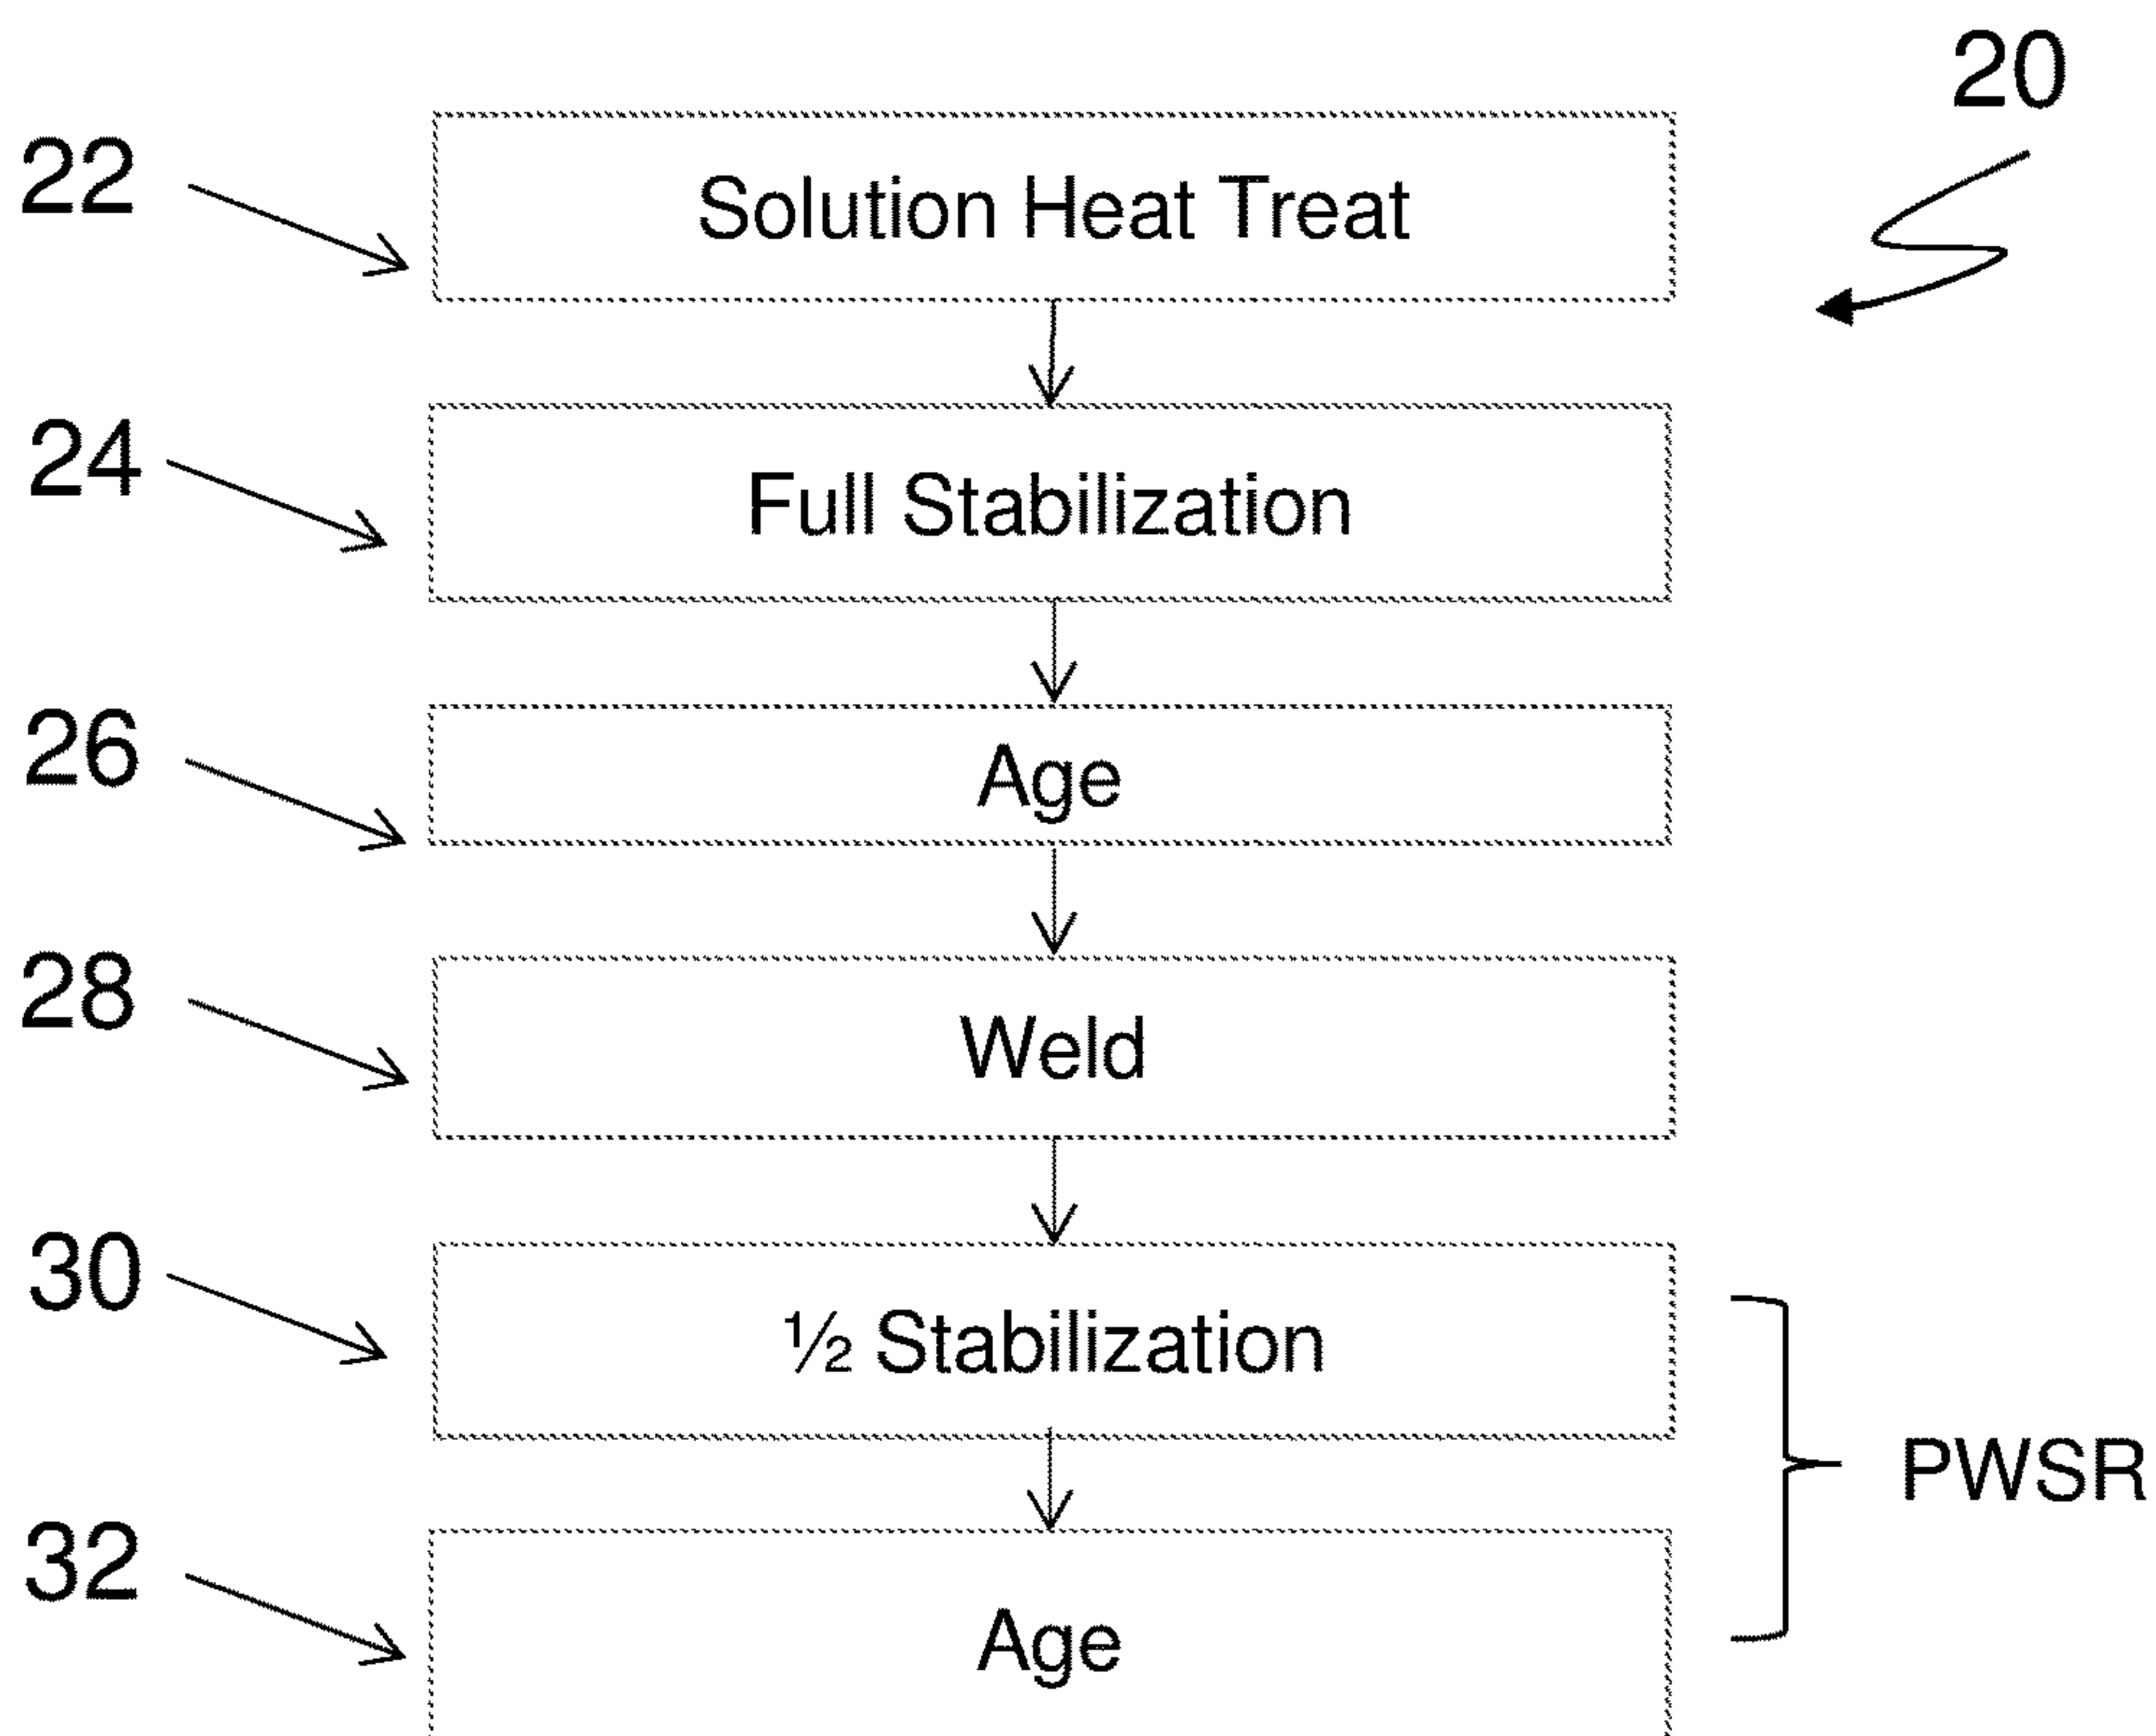 20
22
Solution Heat Treat
24
Full Stabilization
26
Age
28
Weld
30
½ Stabilization
PWSR
32
Age